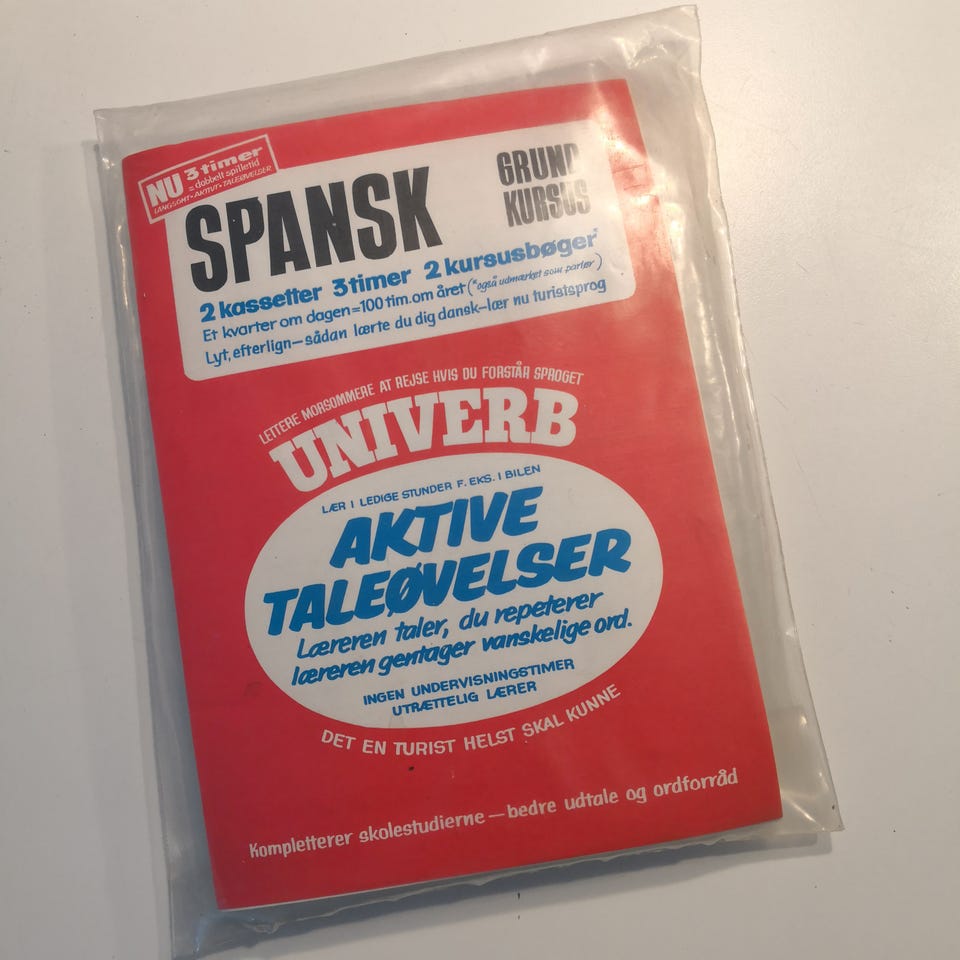 NU 3 timer
= dobbelt spilletid
LANGSOMT • AKTIVT • TALEØVELSER
SPANSK
GRUND
KURSUS
2 kassetter 3 timer 2 kursusbøger*
Et kvarter om dagen = 100 tim. om året (*også udmærket som parlør)
Lyt, efterlign – sådan lærte du dig dansk – lær nu turistsprog
LETTERE MORSOMMERE AT REJSE HVIS DU FORSTÅR SPROGET
UNIVERB
LÆR I LEDIGE STUNDER F. EKS. I BILEN
AKTIVE
TALEØVELSER
Læreren taler, du repeterer
læreren gentager vanskelige ord.
INGEN UNDERVISNINGSTIMER
UTRÆTTELIG LÆRER
DET EN TURIST HELST SKAL KUNNE
Kompletterer skolestudierne – bedre udtale og ordforråd